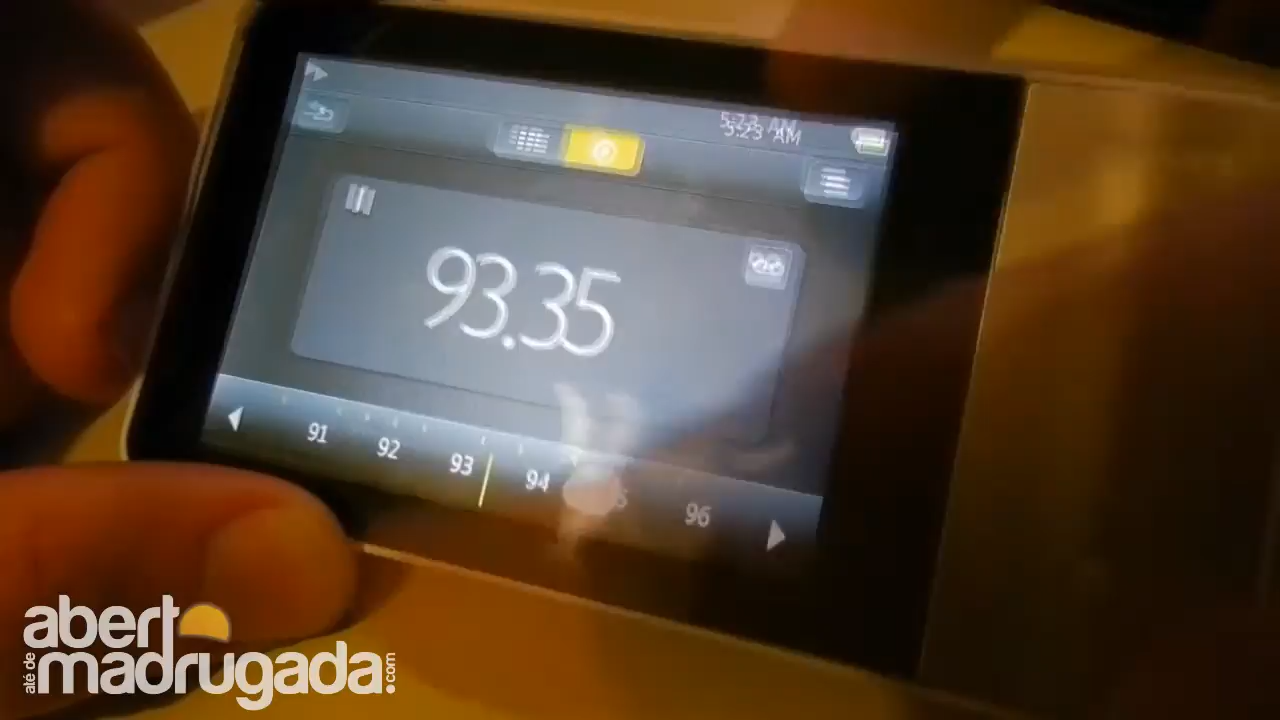 5:23 AM
93.35
91 92 93 94 96
abert
até de
madrugada.com